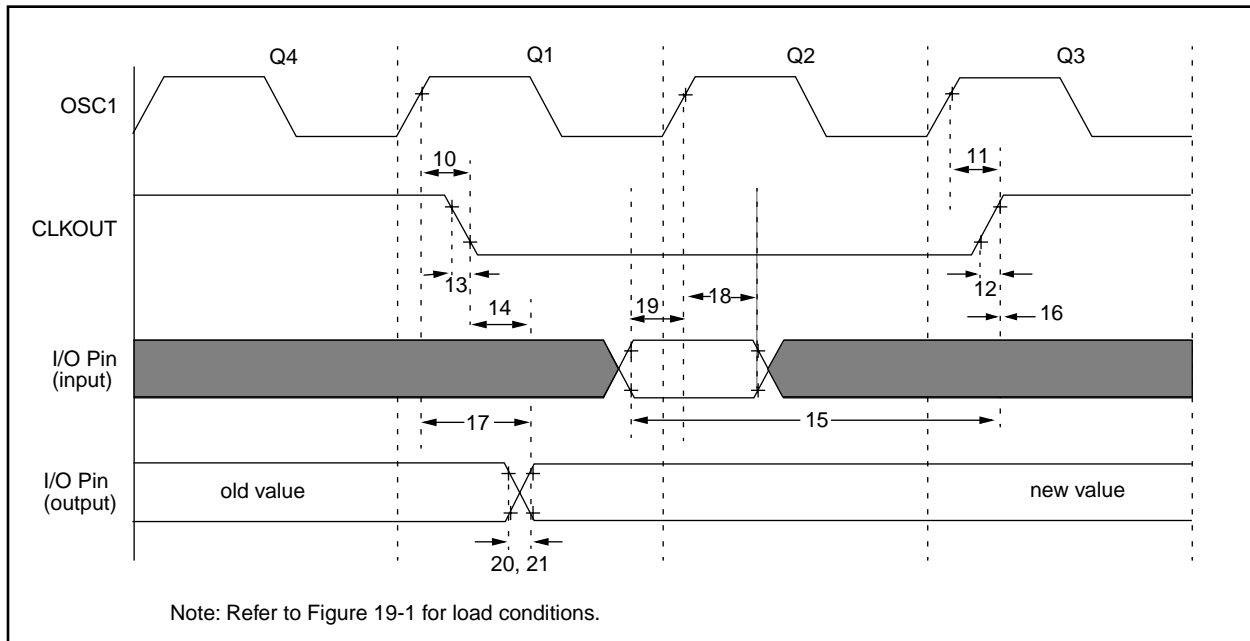 Q4 Q1 Q2 Q3
OSC1
10 11
CLKOUT
13 12
14 19 18 16
I/O Pin
(input)
17 15
I/O Pin
(output)
old value new value
20, 21
Note: Refer to Figure 19-1 for load conditions.